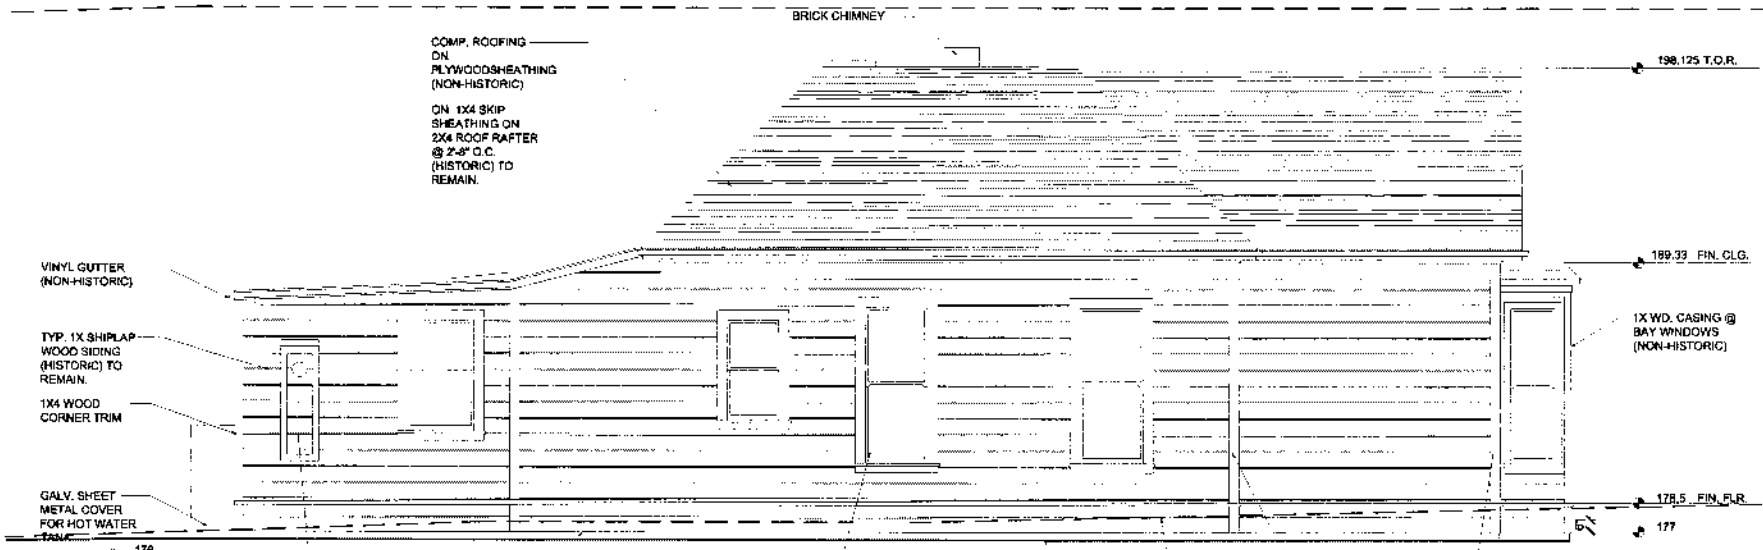 BRICK CHIMNEY
COMP. ROOFING
ON
PLYWOODSHEATHING
(NON-HISTORIC)
ON 1X4 SKIP
SHEATHING ON
2X4 ROOF RAFTER
@ 2'-8" O.C.
(HISTORIC) TO
REMAIN.
198.125 T.O.R.
189.33 FIN. CLG.
VINYL GUTTER
(NON-HISTORIC)
1X WD. CASING @
BAY WINDOWS
(NON-HISTORIC)
TYP. 1X SHIPLAP
WOOD SIDING
(HISTORIC) TO
REMAIN.
1X4 WOOD
CORNER TRIM
GALV. SHEET
METAL COVER
FOR HOT WATER
TANK
178.5 FIN. FLR.
177
176